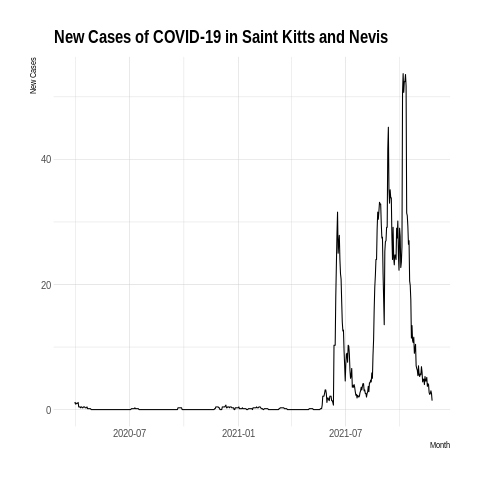 New Cases of COVID-19 in Saint Kitts and Nevis
New Cases
40
20
0
2020-07
2021-01
2021-07
Month